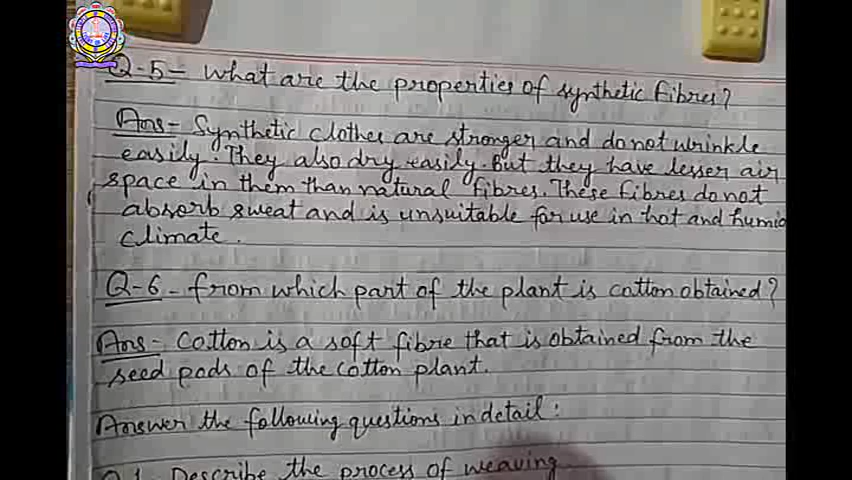 Q-5- What are the properties of synthetic fibres?
Ans- Synthetic clothes are stronger and do not wrinkle
easily. They also dry easily. But they have lesser air
space in them than natural fibres. These fibres do not
absorb sweat and is unsuitable for use in hot and humid
climate.
Q-6- from which part of the plant is cotton obtained?
Ans- Cotton is a soft fibre that is obtained from the
seed pods of the cotton plant.
Answer the following questions in detail:
Q.1 Describe the process of weaving